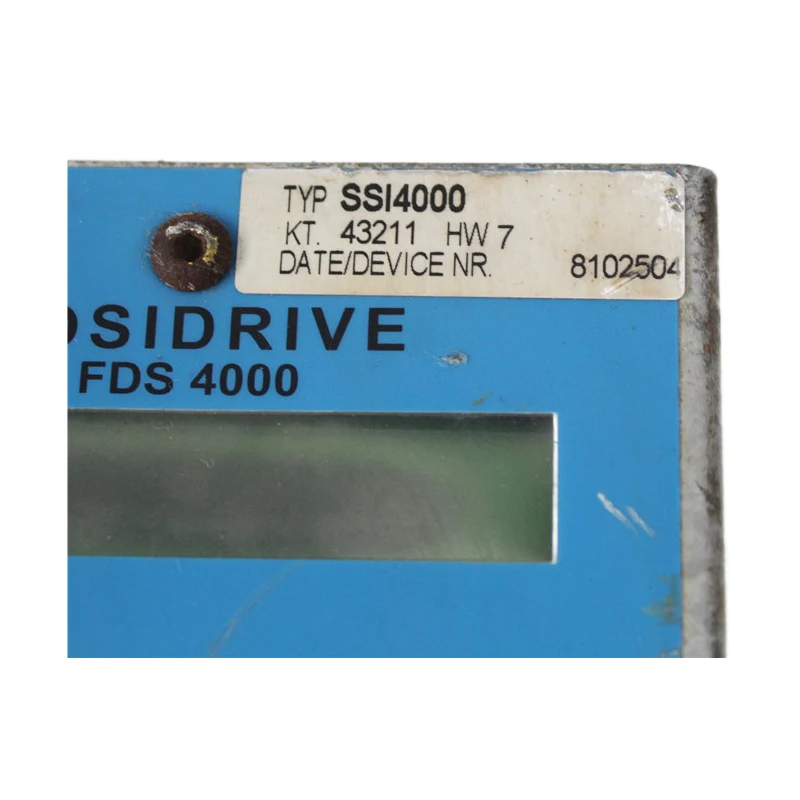 TYP SSI4000
KT. 43211 HW 7
DATE/DEVICE NR. 8102504
OSIDRIVE
FDS 4000